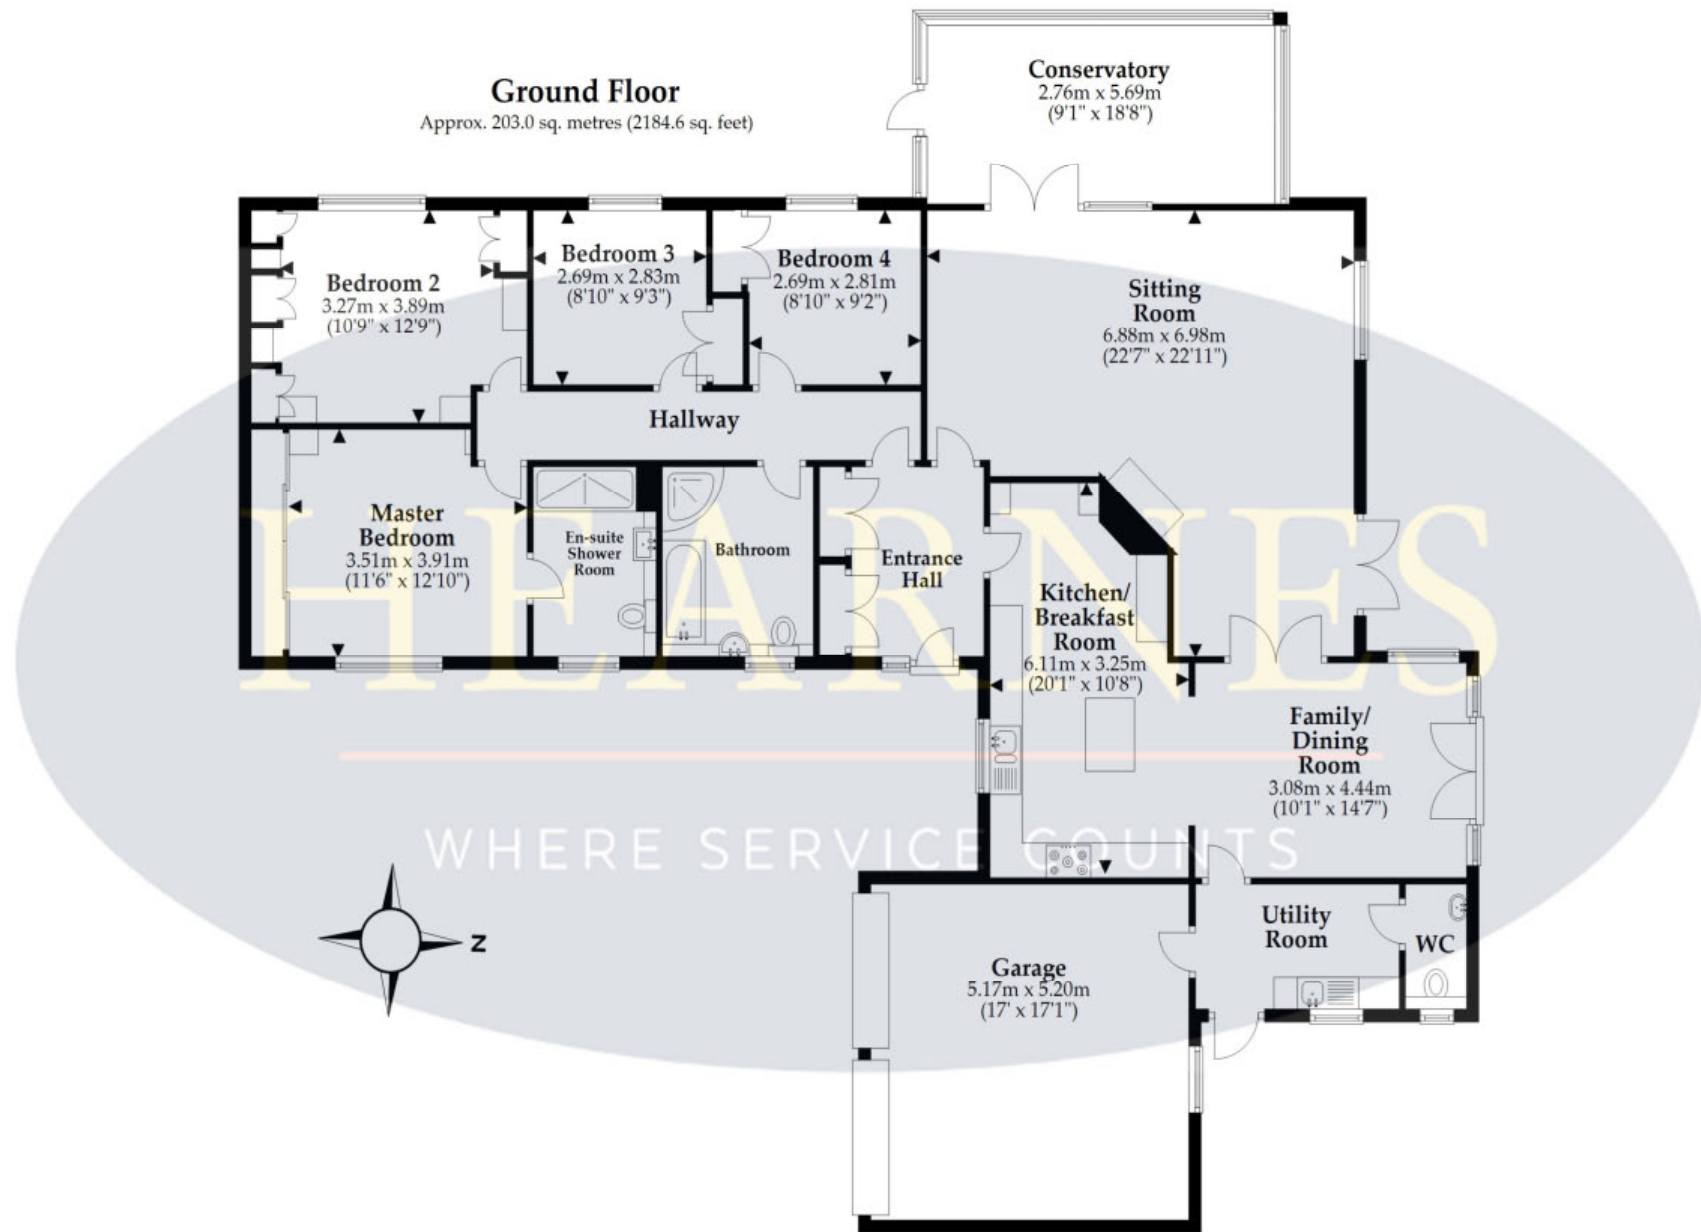 Ground Floor
Approx. 203.0 sq. metres (2184.6 sq. feet)
Conservatory
2.76m x 5.69m
(9'1" x 18'8")
Bedroom 2
3.27m x 3.89m
(10'9" x 12'9")
Bedroom 3
2.69m x 2.83m
(8'10" x 9'3")
Bedroom 4
2.69m x 2.81m
(8'10" x 9'2")
Sitting
Room
6.88m x 6.98m
(22'7" x 22'11")
Hallway
Master
Bedroom
3.51m x 3.91m
(11'6" x 12'10")
En-suite
Shower
Room
Bathroom
Entrance
Hall
Kitchen/
Breakfast
Room
6.11m x 3.25m
(20'1" x 10'8")
HEARNES
Family/
Dining
Room
3.08m x 4.44m
(10'1" x 14'7")
WHERE SERVICE COUNTS
Z
Utility
Room
WC
Garage
5.17m x 5.20m
(17' x 17'1")